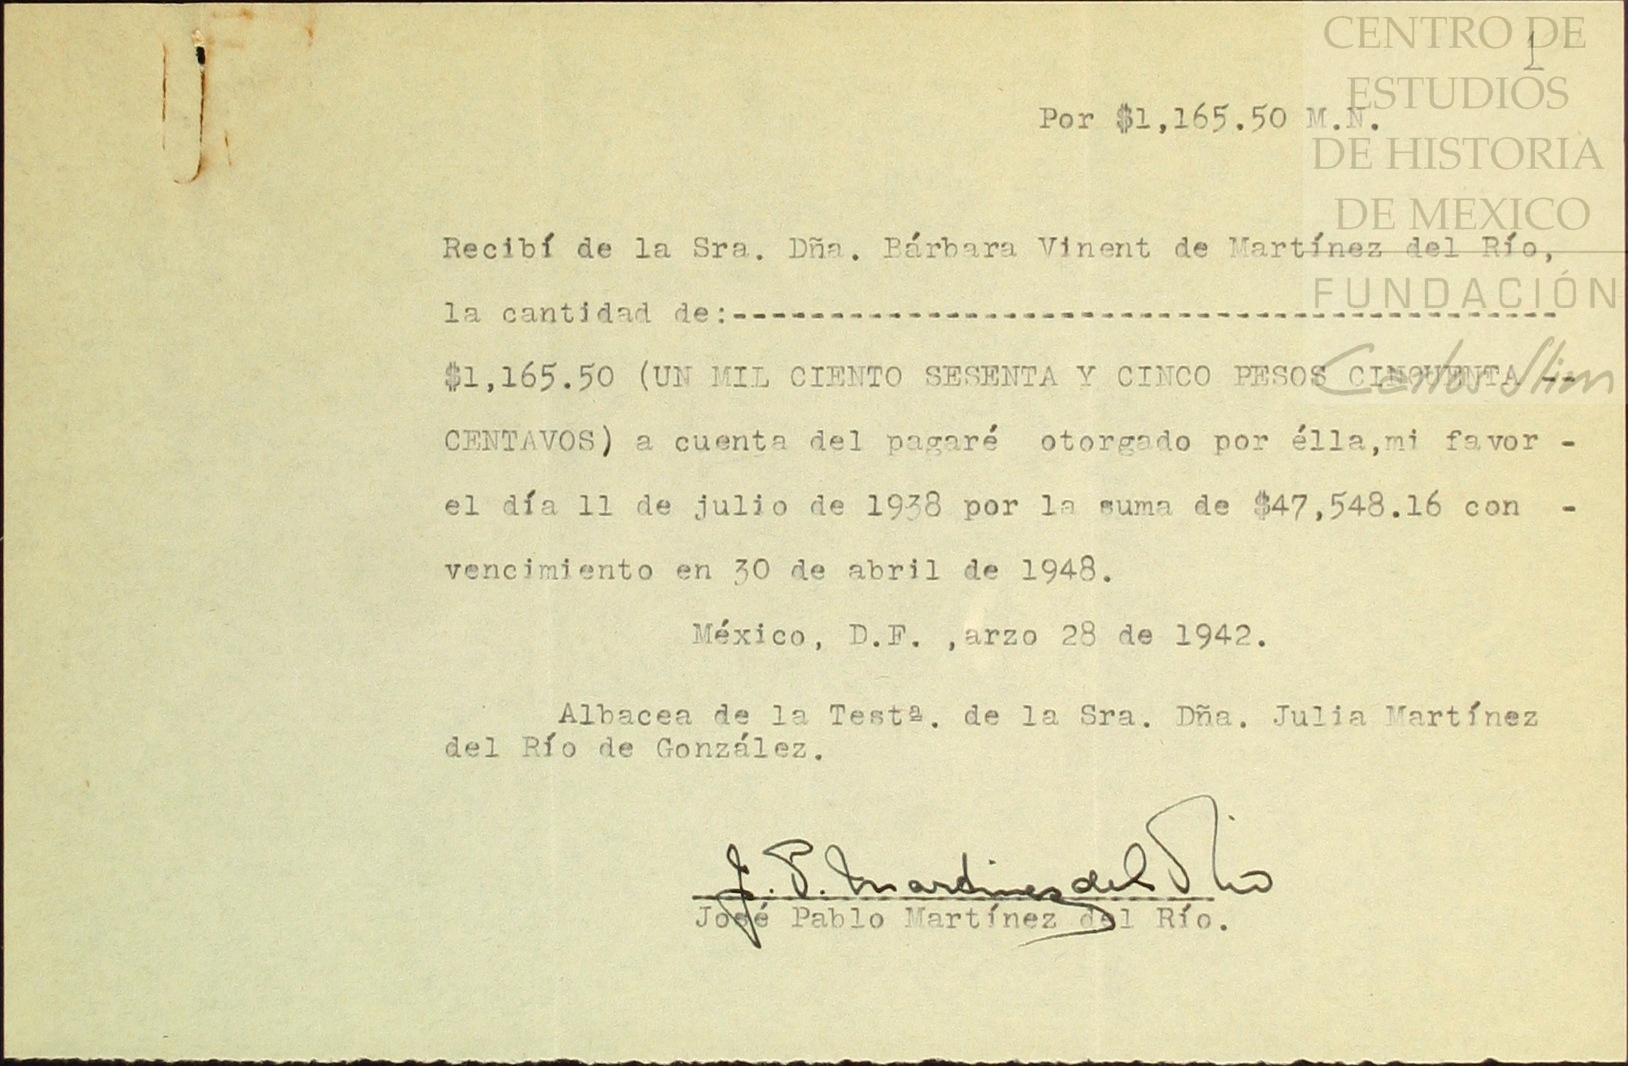 CENTRO DE
ESTUDIOS
DE HISTORIA
DE MEXICO
FUNDACIÓN
Carlos Slim
1
Por $1,165.50 M.N.
Recibí de la Sra. Dña. Bárbara Vinent de Martínez del Río,
la cantidad de:-------------------------------------------
$1,165.50 (UN MIL CIENTO SESENTA Y CINCO PESOS CINCUENTA --
CENTAVOS) a cuenta del pagaré otorgado por élla,mi favor -
el día 11 de julio de 1938 por la suma de $47,548.16 con -
vencimiento en 30 de abril de 1948.
México, D.F. ,arzo 28 de 1942.
Albacea de la Testª. de la Sra. Dña. Julia Martínez
del Río de González.
J. P. Martinez del Rio
José Pablo Martínez del Río.